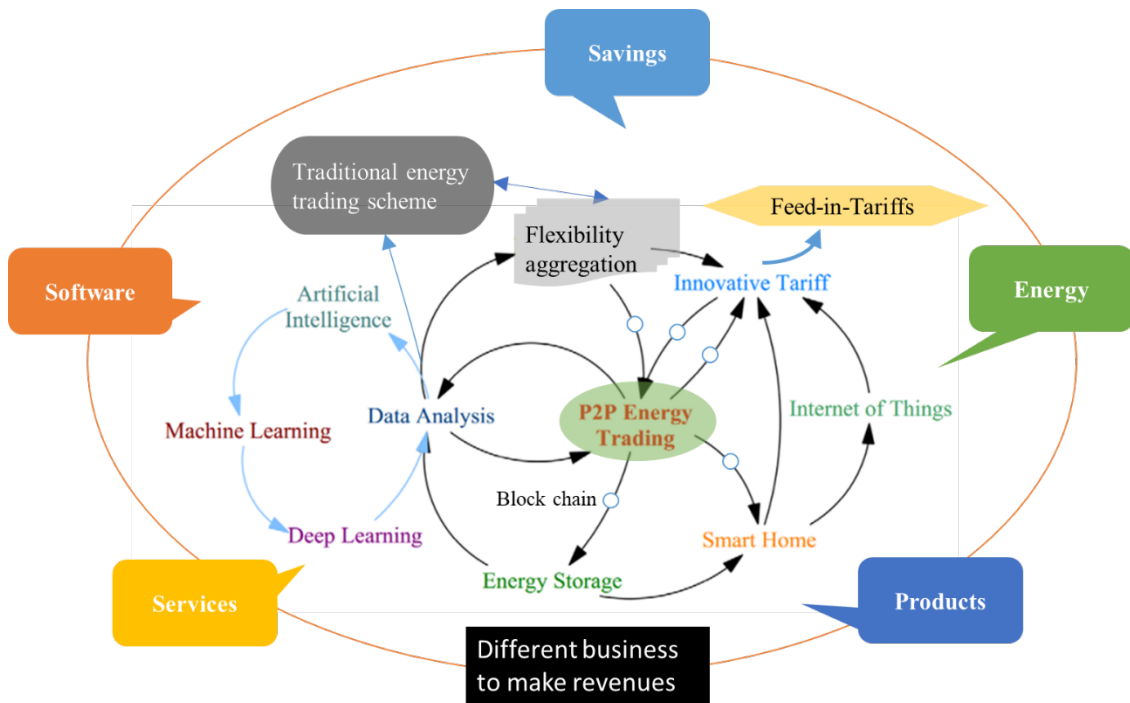 Savings
Traditional energy
trading scheme
Feed-in-Tariffs
Flexibility
aggregation
Innovative Tariff
Software
Energy
Artificial
Intelligence
Data Analysis
P2P Energy
Trading
Internet of Things
Machine Learning
Block chain
Deep Learning
Smart Home
Energy Storage
Services
Products
Different business
to make revenues